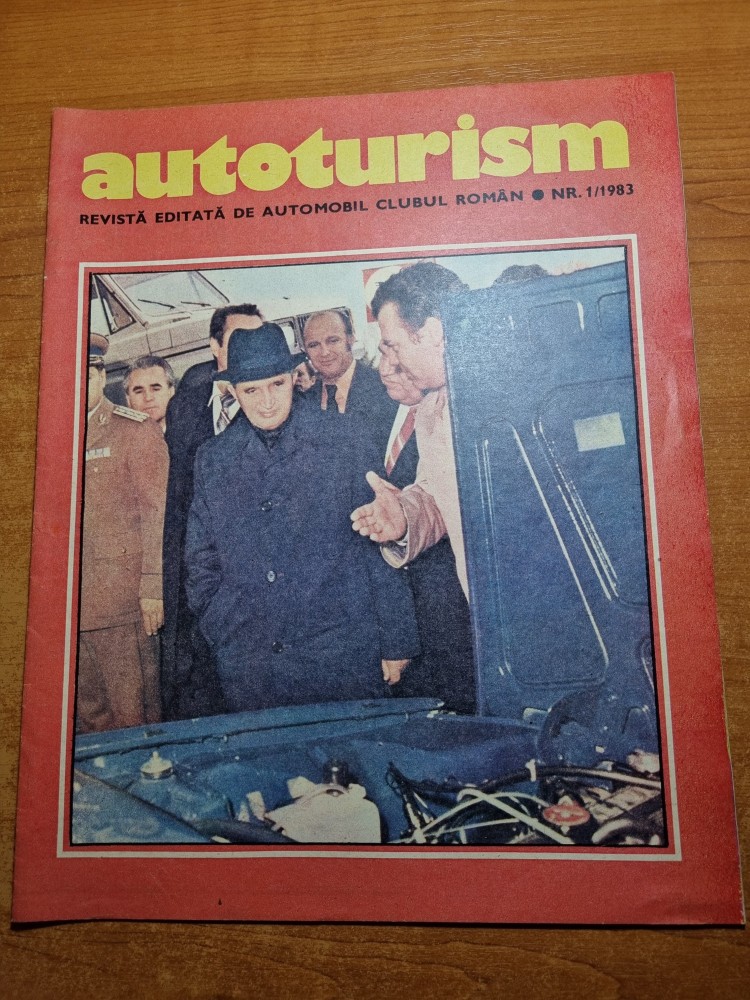 autoturism
REVISTĂ EDITATĂ DE AUTOMOBIL CLUBUL ROMÂN ● NR. 1/1983